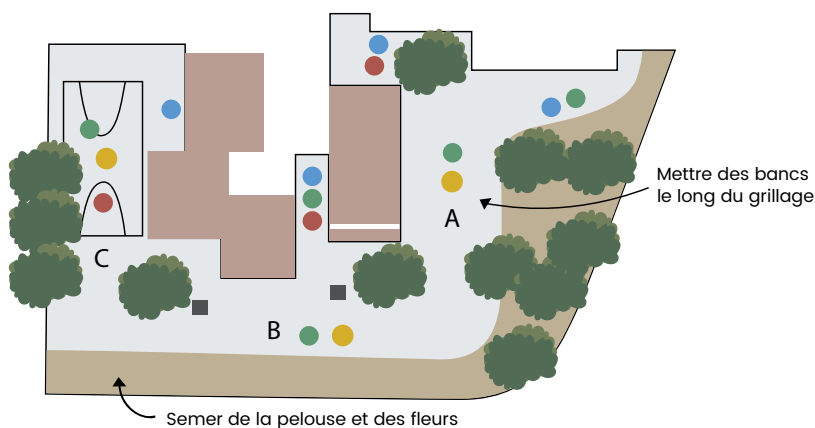 Mettre des bancs
le long du grillage
A
C
B
Semer de la pelouse et des fleurs